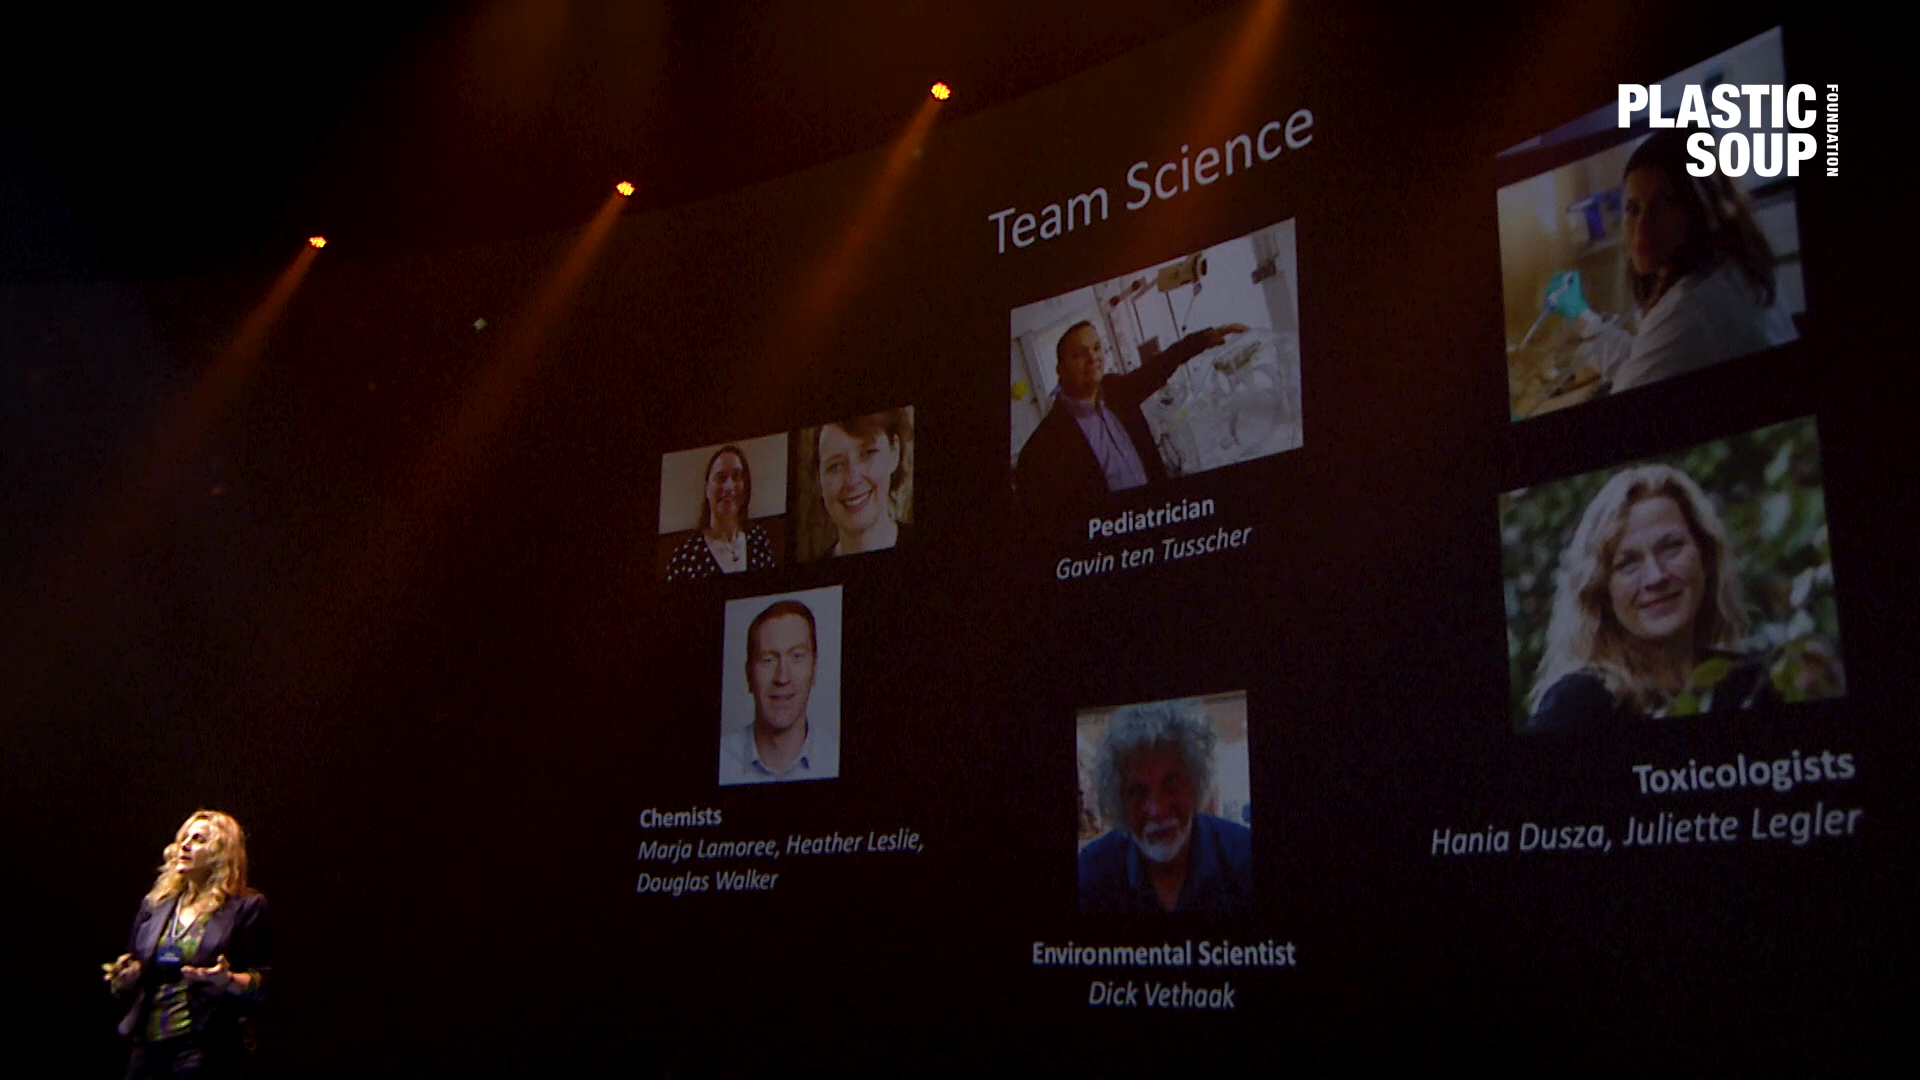 PLASTIC
SOUP
FOUNDATION
Team Science
Pediatrician
Gavin ten Tusscher
Chemists
Marja Lamoree, Heather Leslie,
Douglas Walker
Environmental Scientist
Dick Vethaak
Toxicologists
Hania Dusza, Juliette Legler